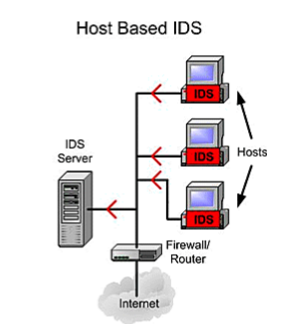 Host Based IDS
IDS
IDS
Server
IDS
Hosts
IDS
Firewall/
Router
Internet